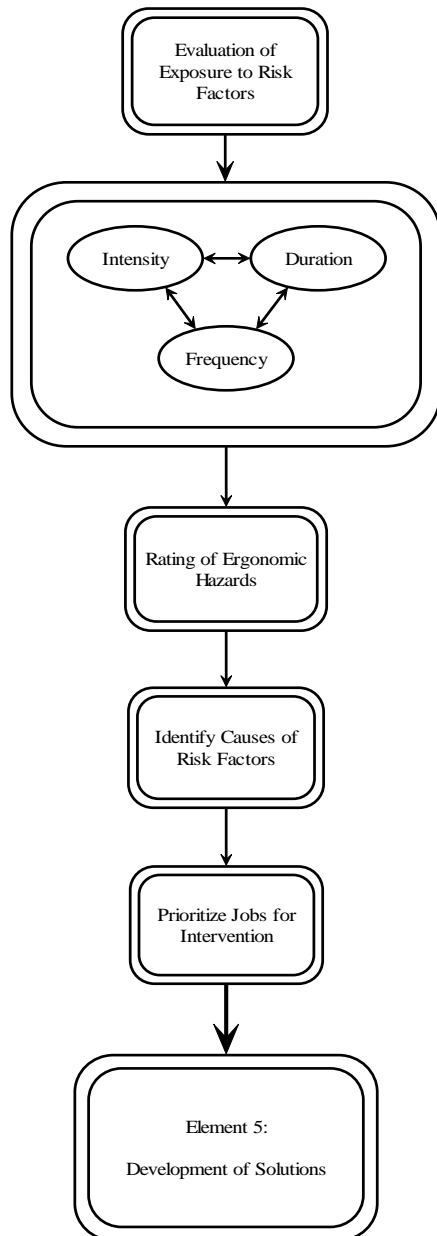 Evaluation of
Exposure to Risk
Factors
Intensity
Duration
Frequency
Rating of Ergonomic
Hazards
Identify Causes of
Risk Factors
Prioritize Jobs for
Intervention
Element 5:
Development of Solutions